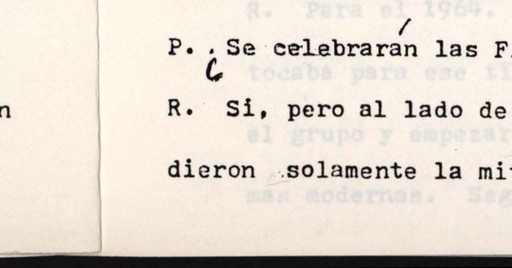 P. ¿Se celebrarán las F
n
R. Si, pero al lado de
dieron solamente la mi